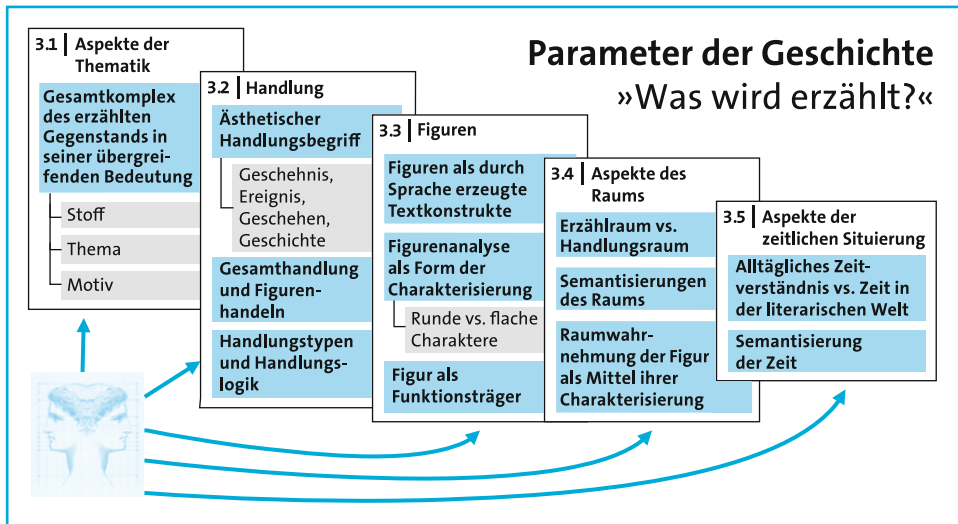 Parameter der Geschichte
»Was wird erzählt?«
3.1 Aspekte der
Thematik
Gesamtkomplex
des erzählten
Gegenstands in
seiner übergrei-
fenden Bedeutung
Stoff
Thema
Motiv
3.2 Handlung
Ästhetischer
Handlungsbegriff
Geschehnis,
Ereignis,
Geschehen,
Geschichte
Gesamthandlung
und Figuren-
handeln
Handlungstypen
und Handlungs-
logik
3.3 Figuren
Figuren als durch
Sprache erzeugte
Textkonstrukte
Figurenanalyse
als Form der
Charakterisierung
Runde vs. flache
Charaktere
Figur als
Funktionsträger
3.4 Aspekte des
Raums
Erzählraum vs.
Handlungsraum
Semantisierungen
des Raums
Raumwahr-
nehmung der Figur
als Mittel ihrer
Charakterisierung
3.5 Aspekte der
zeitlichen Situierung
Alltägliches Zeit-
verständnis vs. Zeit in
der literarischen Welt
Semantisierung
der Zeit